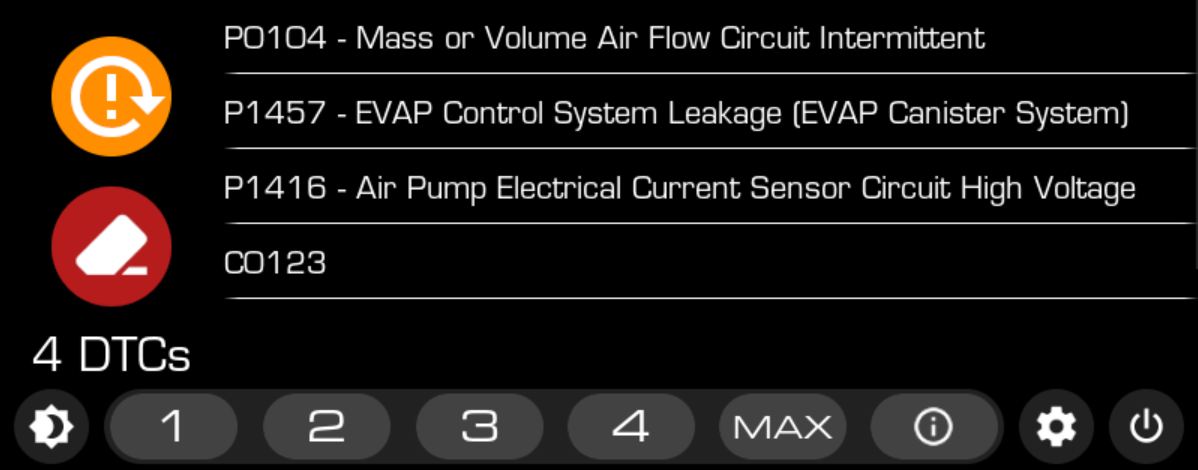 P0104 - Mass or Volume Air Flow Circuit Intermittent
P1457 - EVAP Control System Leakage (EVAP Canister System)
P1416 - Air Pump Electrical Current Sensor Circuit High Voltage
C0123
4 DTCs
1 2 3 4 MAX